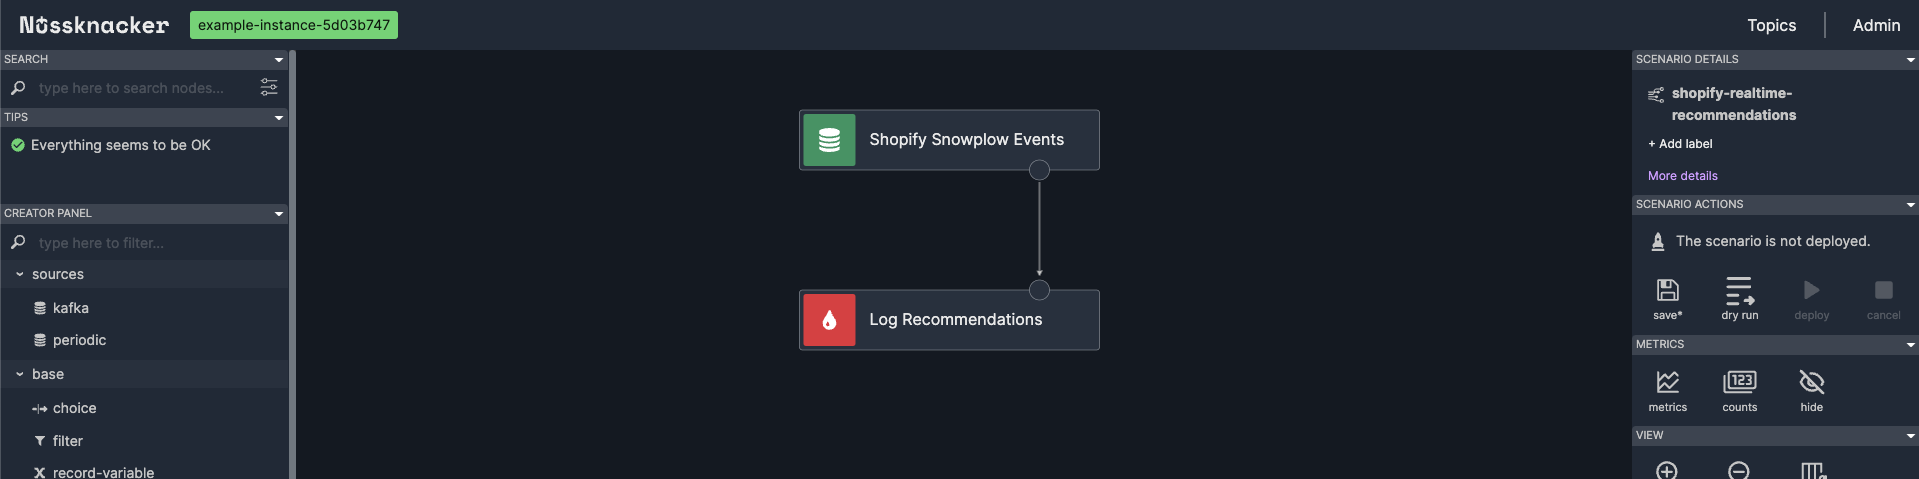 Nussknacker
example-instance-5d03b747
Topics
Admin
SEARCH
type here to search nodes...
TIPS
Everything seems to be OK
CREATOR PANEL
type here to filter...
sources
kafka
periodic
base
choice
filter
record-variable
Shopify Snowplow Events
Log Recommendations
SCENARIO DETAILS
shopify-realtime-
recommendations
+ Add label
More details
SCENARIO ACTIONS
The scenario is not deployed.
save*
dry run
deploy
cancel
METRICS
123
metrics
counts
hide
VIEW